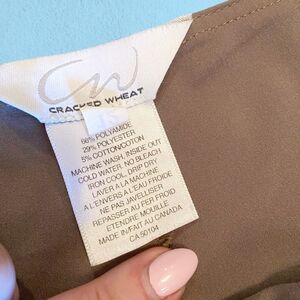 CW
CRACKED WHEAT
66% POLYAMIDE
29% POLYESTER
5% COTTON/COTON
MACHINE WASH, INSIDE OUT
COLD WATER, NO BLEACH
IRON COOL, DRIP DRY
LAVER A LA MACHINE
A L'ENVERS A L'EAU FROIDE
NE PAS JAVELLISER
REPASSER AU FER FROID
ETENDRE MOUILLE
MADE IN/FAIT AU CANADA
CA 50104